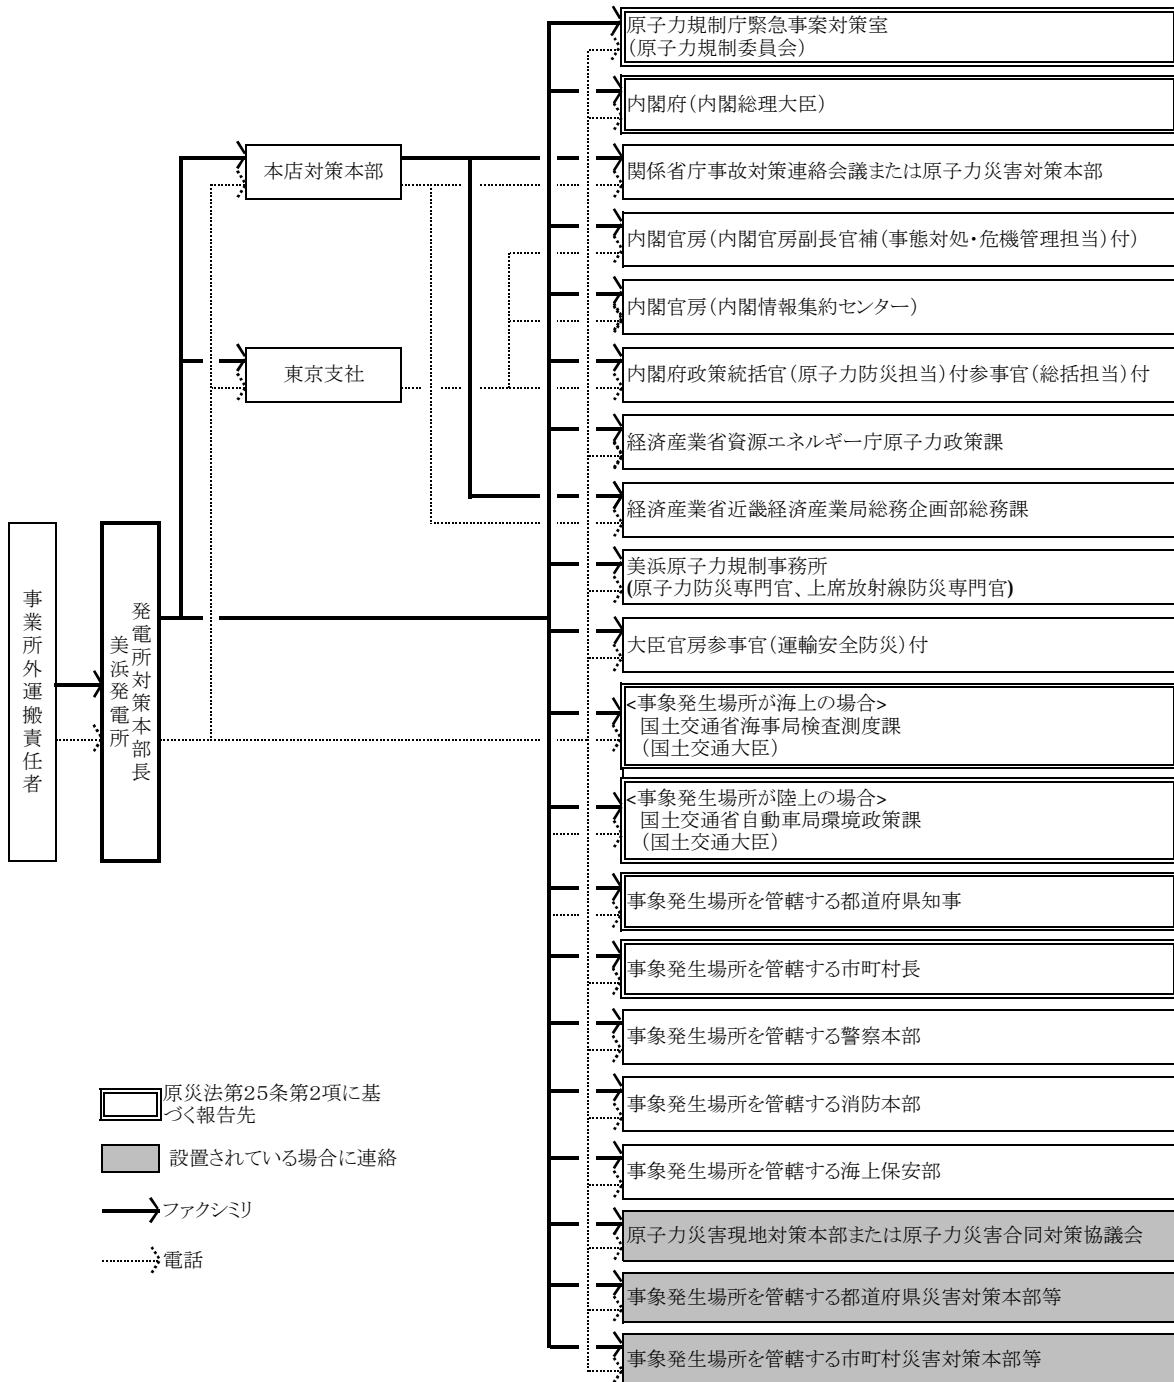 原子力規制庁緊急事案対策室
(原子力規制委員会)
内閣府(内閣総理大臣)
関係省庁事故対策連絡会議または原子力災害対策本部
内閣官房(内閣官房副長官補(事態対処・危機管理担当)付)
内閣官房(内閣情報集約センター)
内閣府政策統括官(原子力防災担当)付参事官(総括担当)付
経済産業省資源エネルギー庁原子力政策課
経済産業省近畿経済産業局総務企画部総務課
美浜原子力規制事務所
(原子力防災専門官、上席放射線防災専門官)
大臣官房参事官(運輸安全防災)付
<事象発生場所が海上の場合>
国土交通省海事局検査測度課
(国土交通大臣)
<事象発生場所が陸上の場合>
国土交通省自動車局環境政策課
(国土交通大臣)
事象発生場所を管轄する都道府県知事
事象発生場所を管轄する市町村長
事象発生場所を管轄する警察本部
事象発生場所を管轄する消防本部
事象発生場所を管轄する海上保安部
原子力災害現地対策本部または原子力災害合同対策協議会
事象発生場所を管轄する都道府県災害対策本部等
事象発生場所を管轄する市町村災害対策本部等
本店対策本部
東京支社
事業所外運搬責任者
発電所対策本部長
美浜発電所
原災法第25条第2項に基
づく報告先
設置されている場合に連絡
ファクシミリ
電話